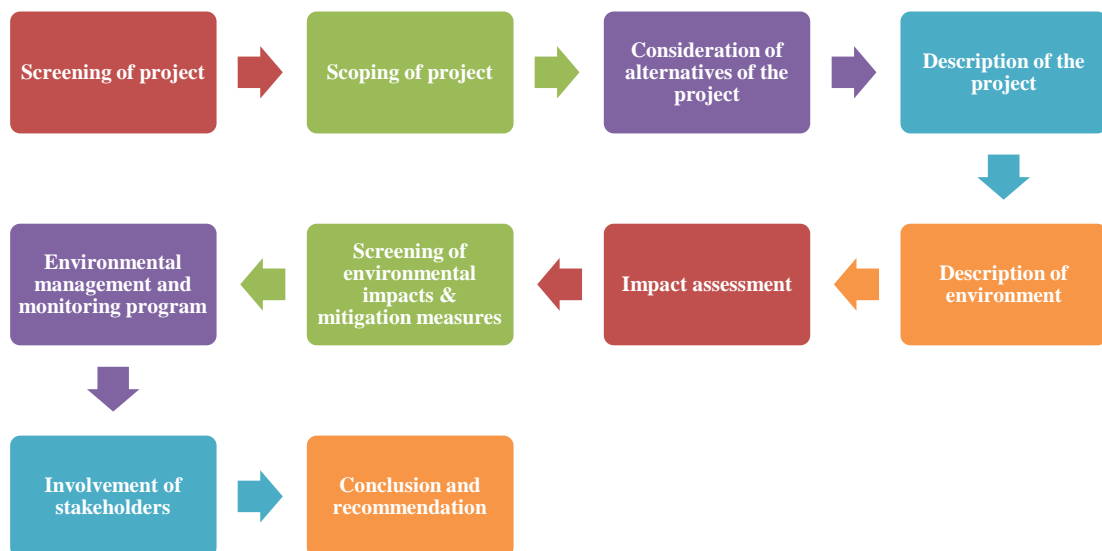 Screening of project
Scoping of project
Consideration of
alternatives of the
project
Description of the
project
Description of
environment
Impact assessment
Screening of
environmental
impacts &
mitigation measures
Environmental
management and
monitoring program
Involvement of
stakeholders
Conclusion and
recommendation